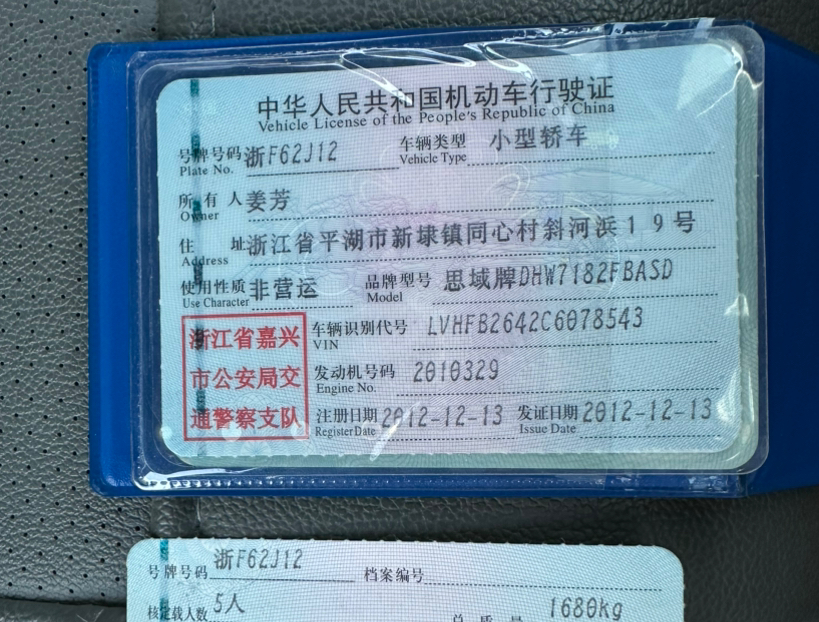 中华人民共和国机动车行驶证
Vehicle License of the People's Republic of China
号牌号码 浙F62J12 车辆类型 小型轿车
Plate No. Vehicle Type
所有人 姜芳
Owner
住址 浙江省平湖市新埭镇同心村斜河浜19号
Address
使用性质 非营运 品牌型号 思域牌DHW7182FBASD
Use Character Model
浙江省嘉兴
市公安局交
通警察支队
车辆识别代号 LVHFB2642C6078543
VIN
发动机号码 2010329
Engine No.
注册日期 2012-12-13 发证日期 2012-12-13
Register Date Issue Date
号牌号码 浙F62J12 档案编号
核定载人数 5人 总质量 1680kg